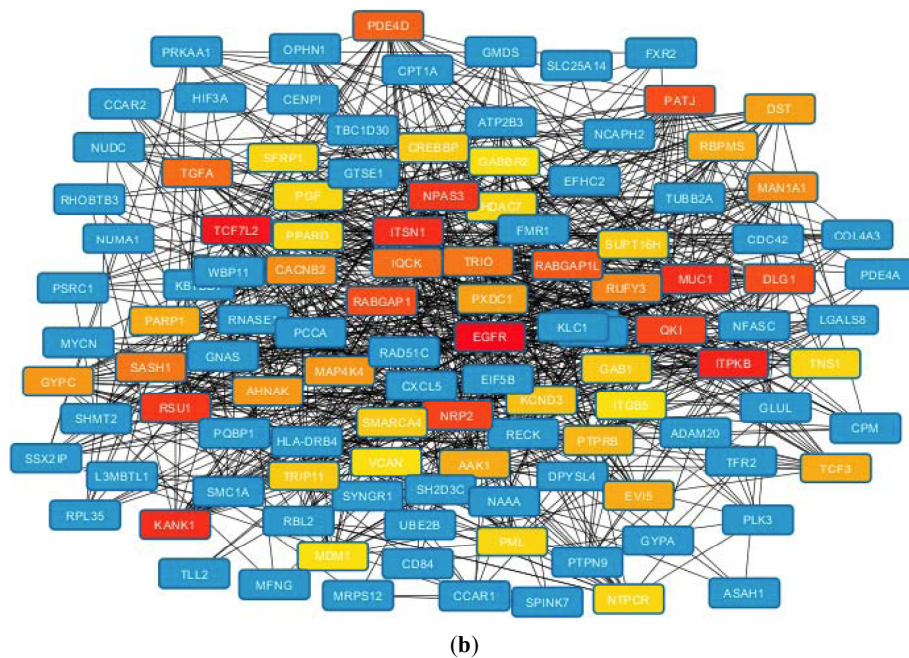 PDE4D
PRKAA1
OPHN1
GMDS
FXR2
SLC25A14
CPT1A
CCAR2
HIF3A
CENPI
PATJ
DST
TBC1D30
ATP2B3
NCAPH2
NUDC
SFRP1
CREBBP
GABBR2
RBPMS
TGFA
GTSE1
EFHC2
MAN1A1
RHOBTB3
PGF
NPAS3
HDAC7
TUBB2A
TCF7L2
PPARD
ITSN1
FMR1
SUPT16H
CDC42
COL4A3
NUMA1
WBP11
CACNB2
IQCK
TRIO
RABGAP1L
MUC1
DLG1
PDE4A
PSRC1
RUFY3
RABGAP1
PXDC1
PARP1
PCCA
EGFR
KLC1
QKI
NFASC
LGALS8
MYCN
GNAS
RAD51C
SASH1
MAP4K4
GAB1
ITPKB
TNS1
GYPC
AHNAK
CXCL5
EIF5B
KCND3
ITGB5
GLUL
RSU1
SHMT2
SMARCA4
NRP2
PQBP1
HLA-DRB4
RECK
PTPRB
ADAM20
CPM
SSX2IP
VCAN
AAK1
TFR2
TCF3
L3MBTL1
TRIP11
DPYSL4
SMC1A
SYNGR1
SH2D3C
NAAA
EVI5
RPL35
KANK1
RBL2
UBE2B
PLK3
MDM1
PML
GYPA
TLL2
CD84
PTPN9
MFNG
MRPS12
CCAR1
SPINK7
NTPCR
ASAH1
(b)